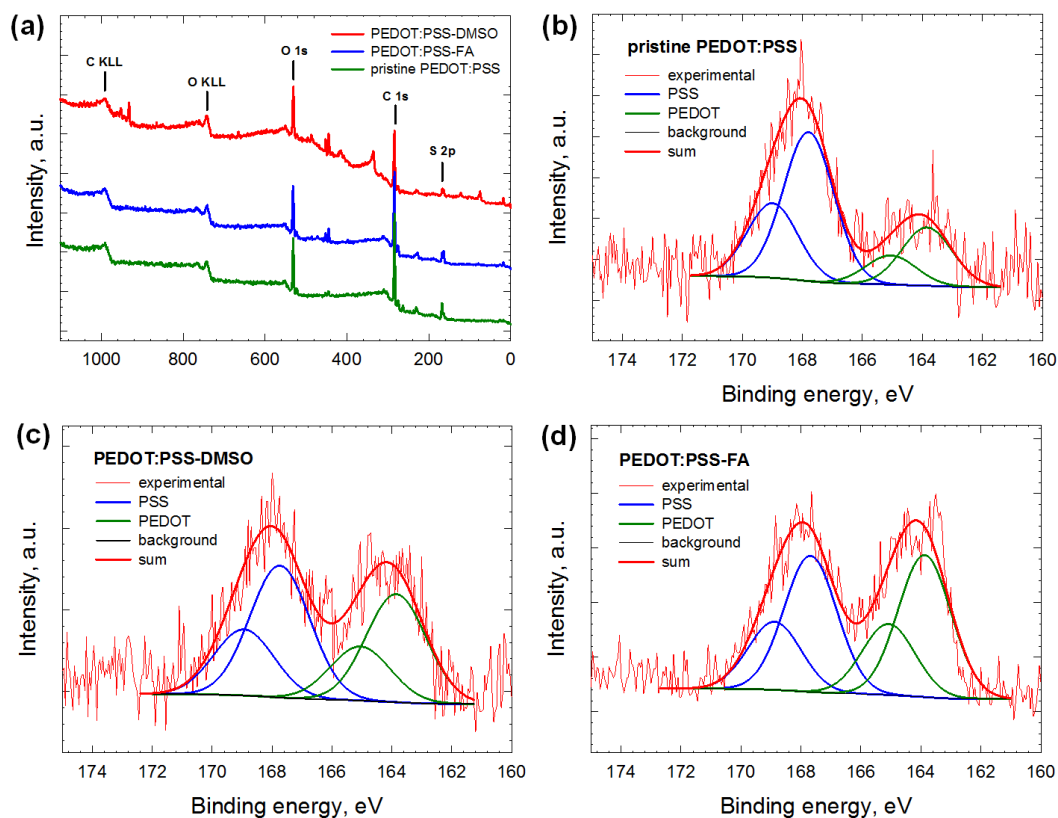 (a)
PEDOT:PSS-DMSO
PEDOT:PSS-FA
pristine PEDOT:PSS
C KLL
O KLL
O 1s
C 1s
S 2p
Intensity, a.u.
1000 800 600 400 200 0
(b)
pristine PEDOT:PSS
experimental
PSS
PEDOT
background
sum
Intensity, a.u.
174 172 170 168 166 164 162 160
Binding energy, eV
(c)
PEDOT:PSS-DMSO
experimental
PSS
PEDOT
background
sum
Intensity, a.u.
174 172 170 168 166 164 162 160
Binding energy, eV
(d)
PEDOT:PSS-FA
experimental
PSS
PEDOT
background
sum
Intensity, a.u.
174 172 170 168 166 164 162 160
Binding energy, eV